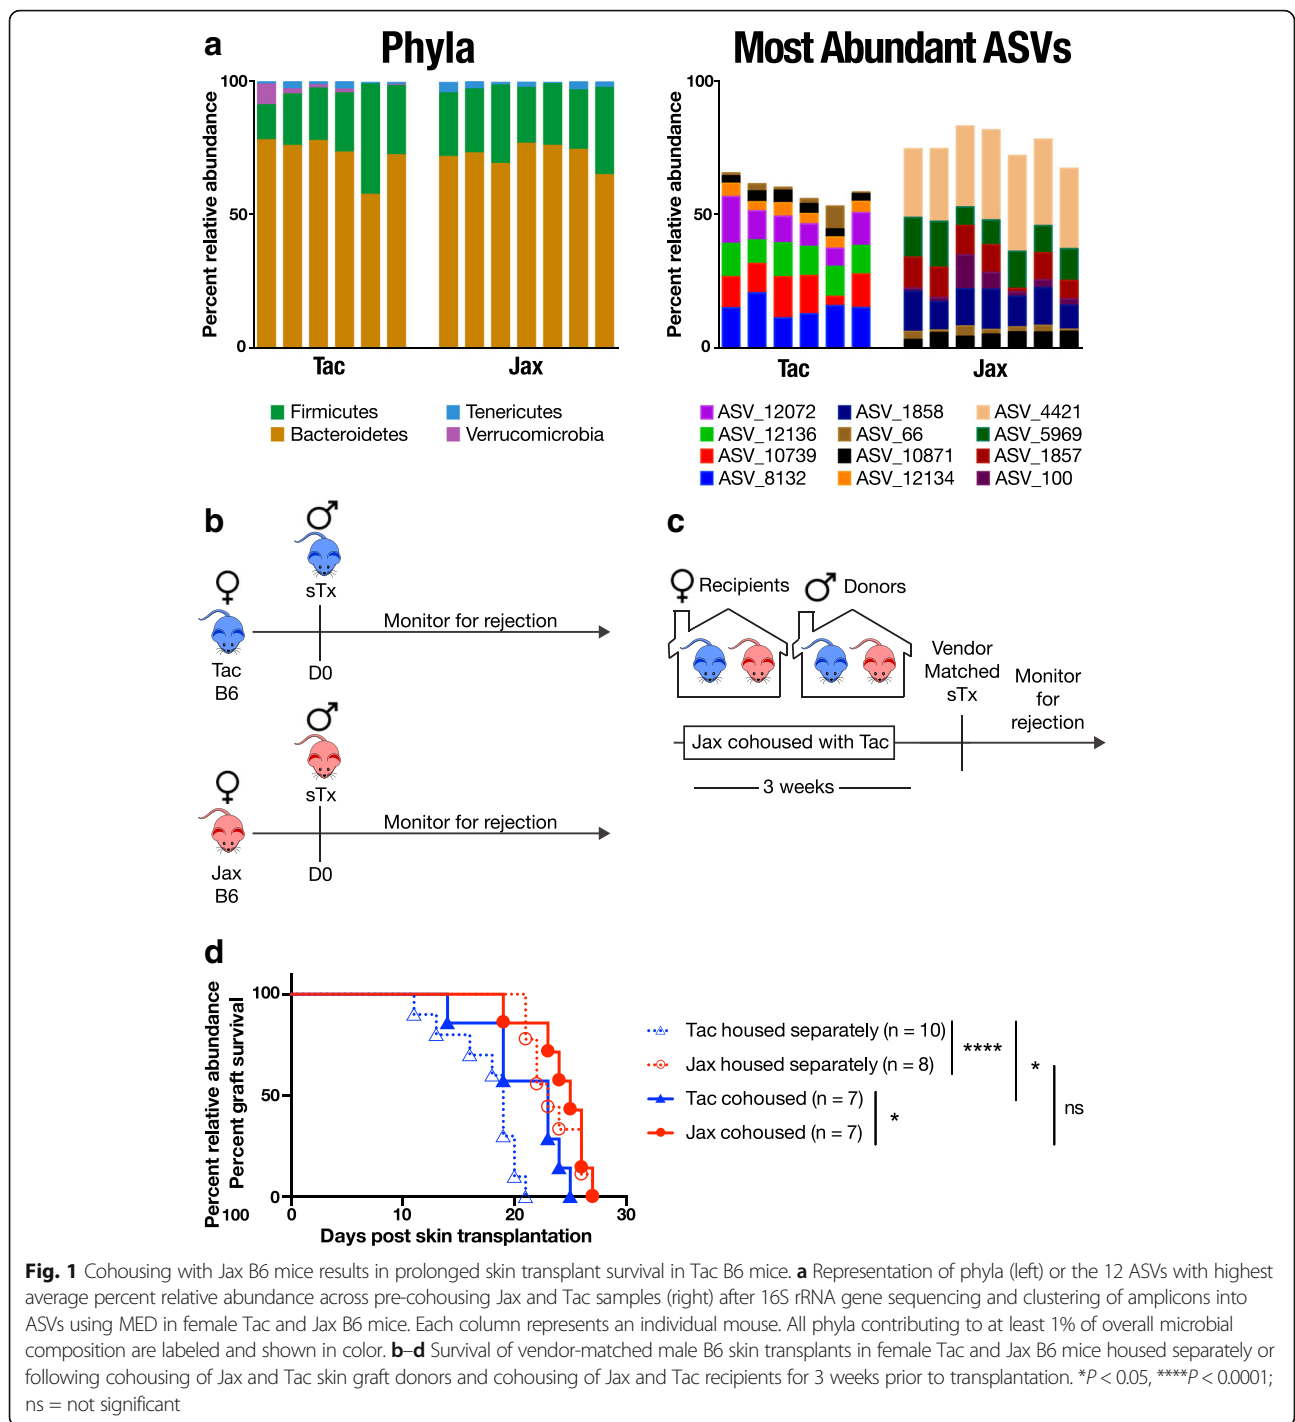 a
Phyla
Most Abundant ASVs
Percent relative abundance
100
50
0
Tac
Jax
Firmicutes
Tenericutes
Bacteroidetes
Verrucomicrobia
Percent relative abundance
100
50
0
Tac
Jax
ASV_12072
ASV_1858
ASV_4421
ASV_12136
ASV_66
ASV_5969
ASV_10739
ASV_10871
ASV_1857
ASV_8132
ASV_12134
ASV_100
b
♂
sTx
♀
Monitor for rejection
Tac
B6
D0
♂
sTx
♀
Monitor for rejection
Jax
B6
D0
c
♀ Recipients
♂ Donors
Vendor
Matched
sTx
Monitor
for
rejection
Jax cohoused with Tac
3 weeks
d
Percent relative abundance
Percent graft survival
100
50
0
100
0
10
20
30
Days post skin transplantation
Tac housed separately (n = 10)
Jax housed separately (n = 8)
Tac cohoused (n = 7)
Jax cohoused (n = 7)
****
*
*
ns
Fig. 1 Cohousing with Jax B6 mice results in prolonged skin transplant survival in Tac B6 mice. a Representation of phyla (left) or the 12 ASVs with highest
average percent relative abundance across pre-cohousing Jax and Tac samples (right) after 16S rRNA gene sequencing and clustering of amplicons into
ASVs using MED in female Tac and Jax B6 mice. Each column represents an individual mouse. All phyla contributing to at least 1% of overall microbial
composition are labeled and shown in color. b–d Survival of vendor-matched male B6 skin transplants in female Tac and Jax B6 mice housed separately or
following cohousing of Jax and Tac skin graft donors and cohousing of Jax and Tac recipients for 3 weeks prior to transplantation. *P < 0.05, ****P < 0.0001;
ns = not significant